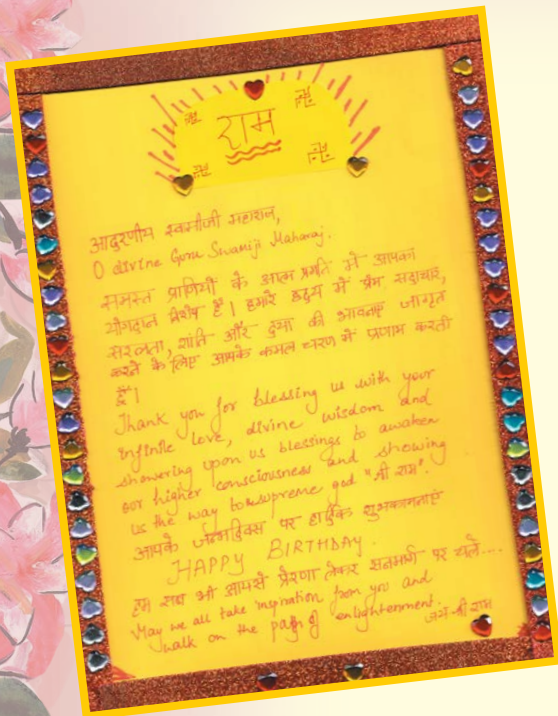 राम
आदरणीय स्वामीजी महाराज,
O divine Guru Swamiji Maharaj.
समस्त प्राणियों के आत्म प्रगति में आपका
योगदान विशेष है। हमारे हृदय में प्रेम सदाचार,
सरलता, शांति और दया की भावनाएं जागृत
करने के लिए आपके कमल चरण में प्रणाम करती
हूँ।
Thank you for blessing us with your
infinite love, divine wisdom and
showering upon us blessings to awaken
our higher consciousness and showing
us the way to supreme god "श्री राम".
आपके जन्मदिवस पर हार्दिक शुभकामनाएं
HAPPY BIRTHDAY.
हम सब भी आपसे प्रेरणा लेकर सतमार्ग पर चलें....
May we all take inspiration from you and
walk on the path of enlightenment.
जय श्री राम